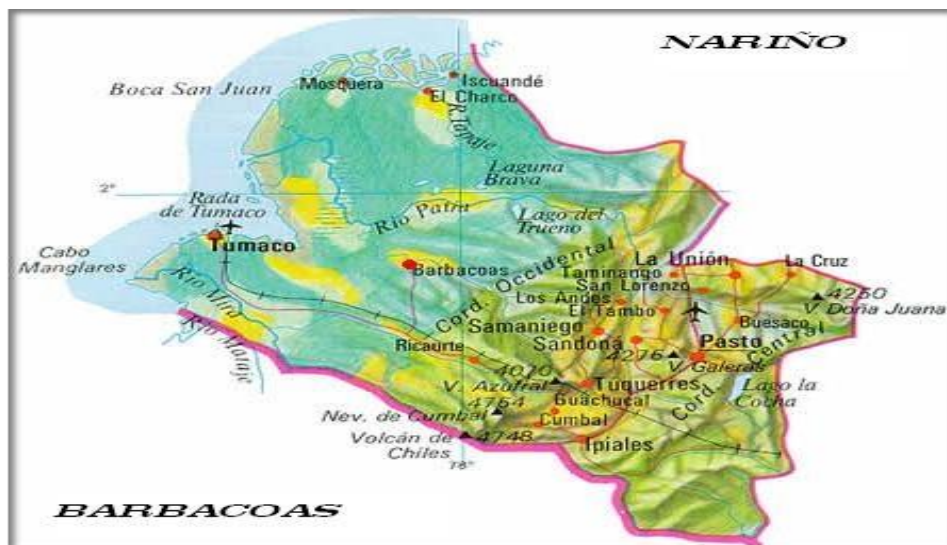 NARIÑO
Mosquera
Iscuandé
Boca San Juan
El Charco
R Tapaje
Laguna
Brava
2°
Rada
de Tumaco
Río Patía
Lago del
Trueno
Tumaco
Cabo
Manglares
Barbacoas
Cord. Occidental
La Unión
La Cruz
Taminango
San Lorenzo
Río Mira
Los Andes
4250
V. Doña Juana
El Tambo
Buesaco
Río Mataje
Samaniego
Ricaurte
Sandoná
Pasto
4276
V. Galeras
Cord. Central
4070
V. Azufral
Túquerres
Lago la
Cocha
4764
Guachucal
Nev. de Cumbal
Cumbal
Volcán de
Chiles
4748
Ipiales
78°
BARBACOAS